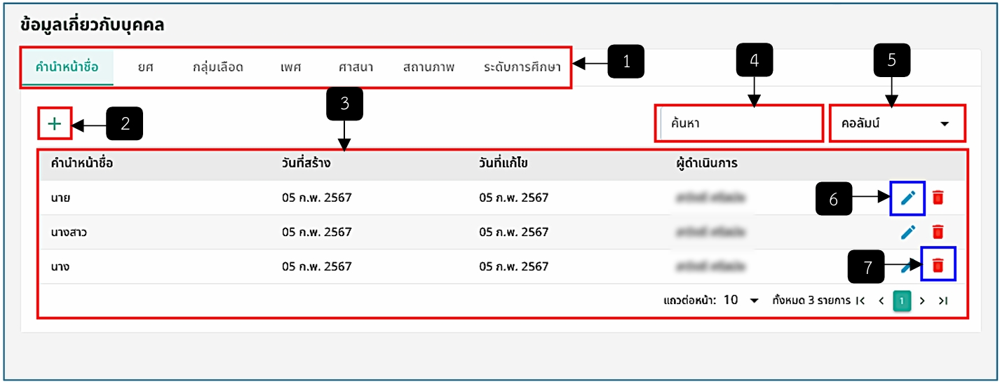 ข้อมูลเกี่ยวกับบุคคล
คำนำหน้าชื่อ ยศ กลุ่มเลือด เพศ ศาสนา สถานภาพ ระดับการศึกษา 1 4 5
+ 2 3 ค้นหา คอลัมน์
คำนำหน้าชื่อ วันที่สร้าง วันที่แก้ไข ผู้ดำเนินการ
นาย 05 ก.พ. 2567 05 ก.พ. 2567 6
นางสาว 05 ก.พ. 2567 05 ก.พ. 2567
นาง 05 ก.พ. 2567 05 ก.พ. 2567 7
แถวต่อหน้า: 10 ทั้งหมด 3 รายการ 1